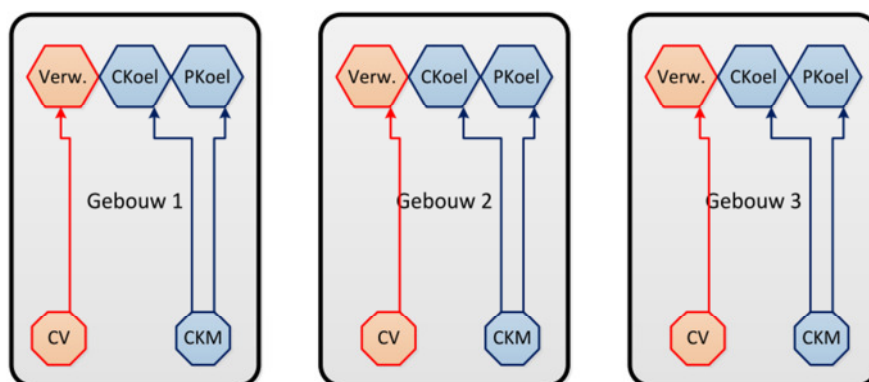 Verw. CKoel PKoel
Gebouw 1
CV CKM
Verw. CKoel PKoel
Gebouw 2
CV CKM
Verw. CKoel PKoel
Gebouw 3
CV CKM